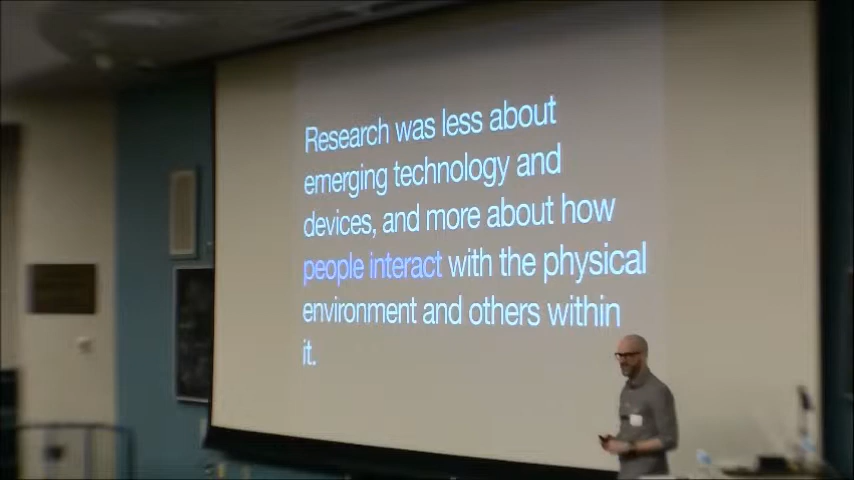 Research was less about
emerging technology and
devices, and more about how
people interact with the physical
environment and others within
it.